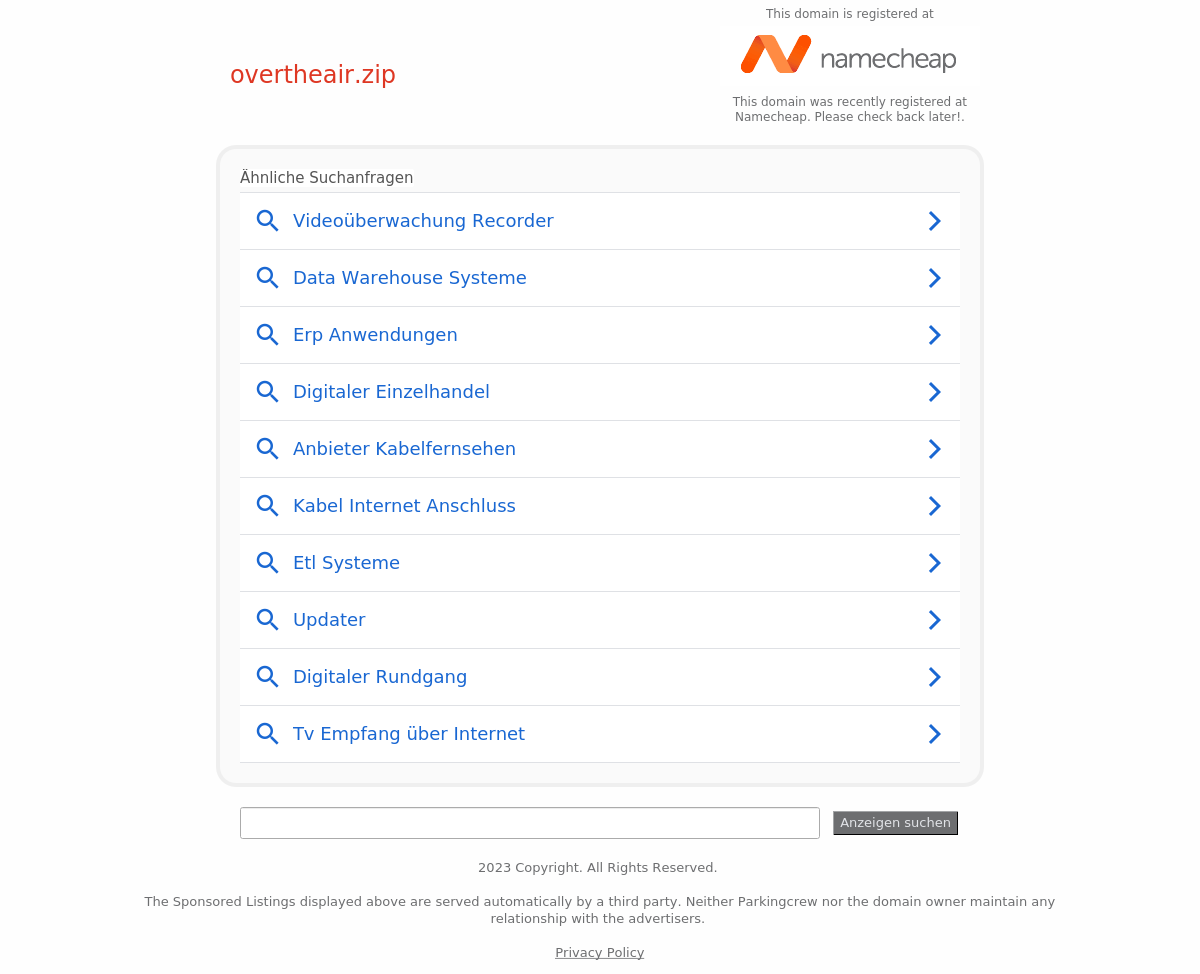 This domain is registered at
namecheap
overtheair.zip
This domain was recently registered at
Namecheap. Please check back later!.
Ähnliche Suchanfragen
Videoüberwachung Recorder
Data Warehouse Systeme
Erp Anwendungen
Digitaler Einzelhandel
Anbieter Kabelfernsehen
Kabel Internet Anschluss
Etl Systeme
Updater
Digitaler Rundgang
Tv Empfang über Internet
Anzeigen suchen
2023 Copyright. All Rights Reserved.
The Sponsored Listings displayed above are served automatically by a third party. Neither Parkingcrew nor the domain owner maintain any
relationship with the advertisers.
Privacy Policy